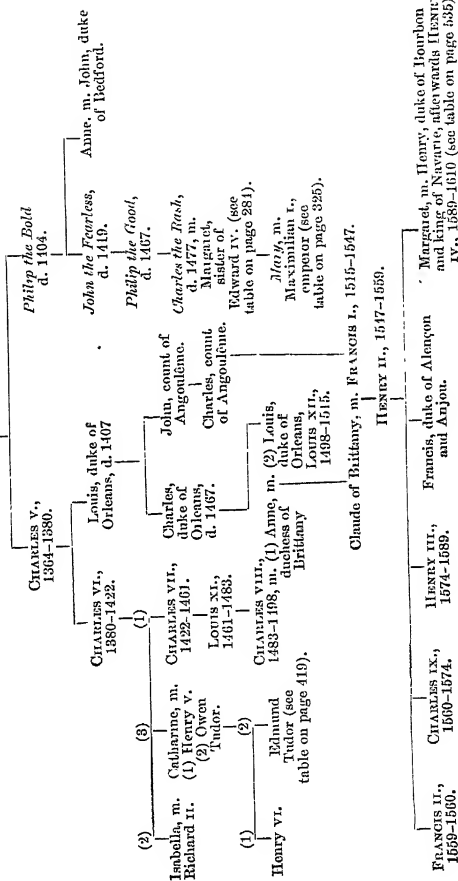 CHARLES V.,
1364-1380.
Philip the Bold
d. 1404.
CHARLES VI.,
1380-1422.
Louis, duke of
Orleans, d. 1407
John the Fearless,
d. 1419.
Anne. m. John, duke
of Bedford.
Philip the Good,
d. 1467.
(2)
(3)
(1)
Isabella, m.
Richard II.
Catharine, m.
(1) Henry V.
(2) Owen
Tudor.
CHARLES VII.,
1422-1461.
Charles,
duke of
Orleans,
d. 1467.
John, count of
Angoulême.
Charles the Rash,
d. 1477, m.
Margaret,
sister of
Edward IV. (see
table on page 281).
LOUIS XI.,
1461-1483.
Charles, count
of Angoulême.
(1)
(2)
Henry VI.
Edmund
Tudor (see
table on page 419).
CHARLES VIII.,
1483-1498, m. (1) Anne, m. (2) Louis,
duchess of
Brittany
duke of
Orleans,
LOUIS XII.,
1498-1515.
Mary, m.
Maximilian I.,
emperor (see
table on page 325).
Claude of Brittany, m. FRANCIS I., 1515-1547.
HENRY II., 1547-1559.
FRANCIS II.,
1559-1560.
CHARLES IX.,
1560-1574.
HENRY III.,
1574-1589.
Francis, duke of Alençon
and Anjou.
Margaret, m. Henry, duke of Bourbon
and king of Navarre, afterwards HENRY
IV., 1589-1610 (see table on page 535)